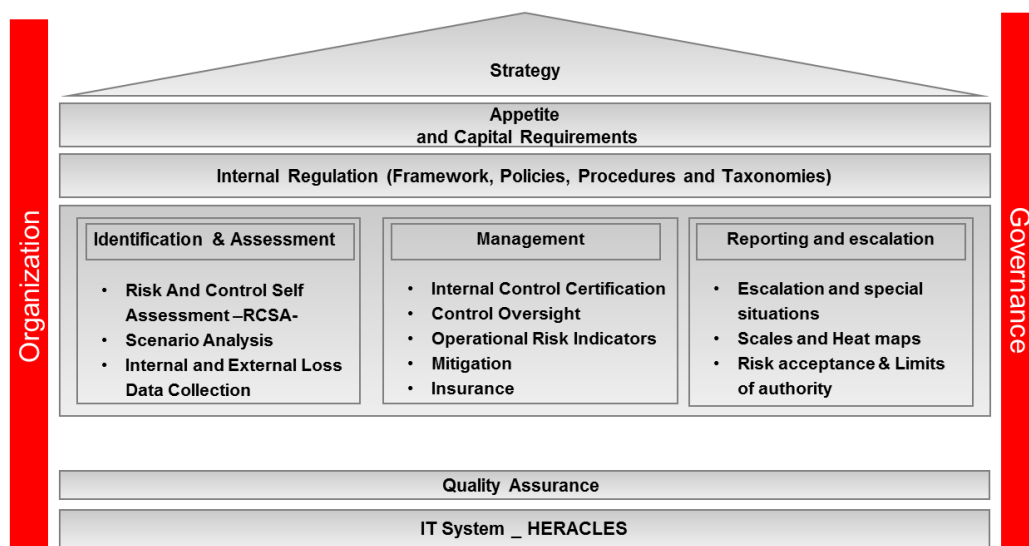 Strategy
Appetite
and Capital Requirements
Internal Regulation (Framework, Policies, Procedures and Taxonomies)
Organization
Identification & Assessment
• Risk And Control Self
Assessment –RCSA-
• Scenario Analysis
• Internal and External Loss
Data Collection
Management
• Internal Control Certification
• Control Oversight
• Operational Risk Indicators
• Mitigation
• Insurance
Reporting and escalation
• Escalation and special
situations
• Scales and Heat maps
• Risk acceptance & Limits
of authority
Governance
Quality Assurance
IT System _ HERACLES